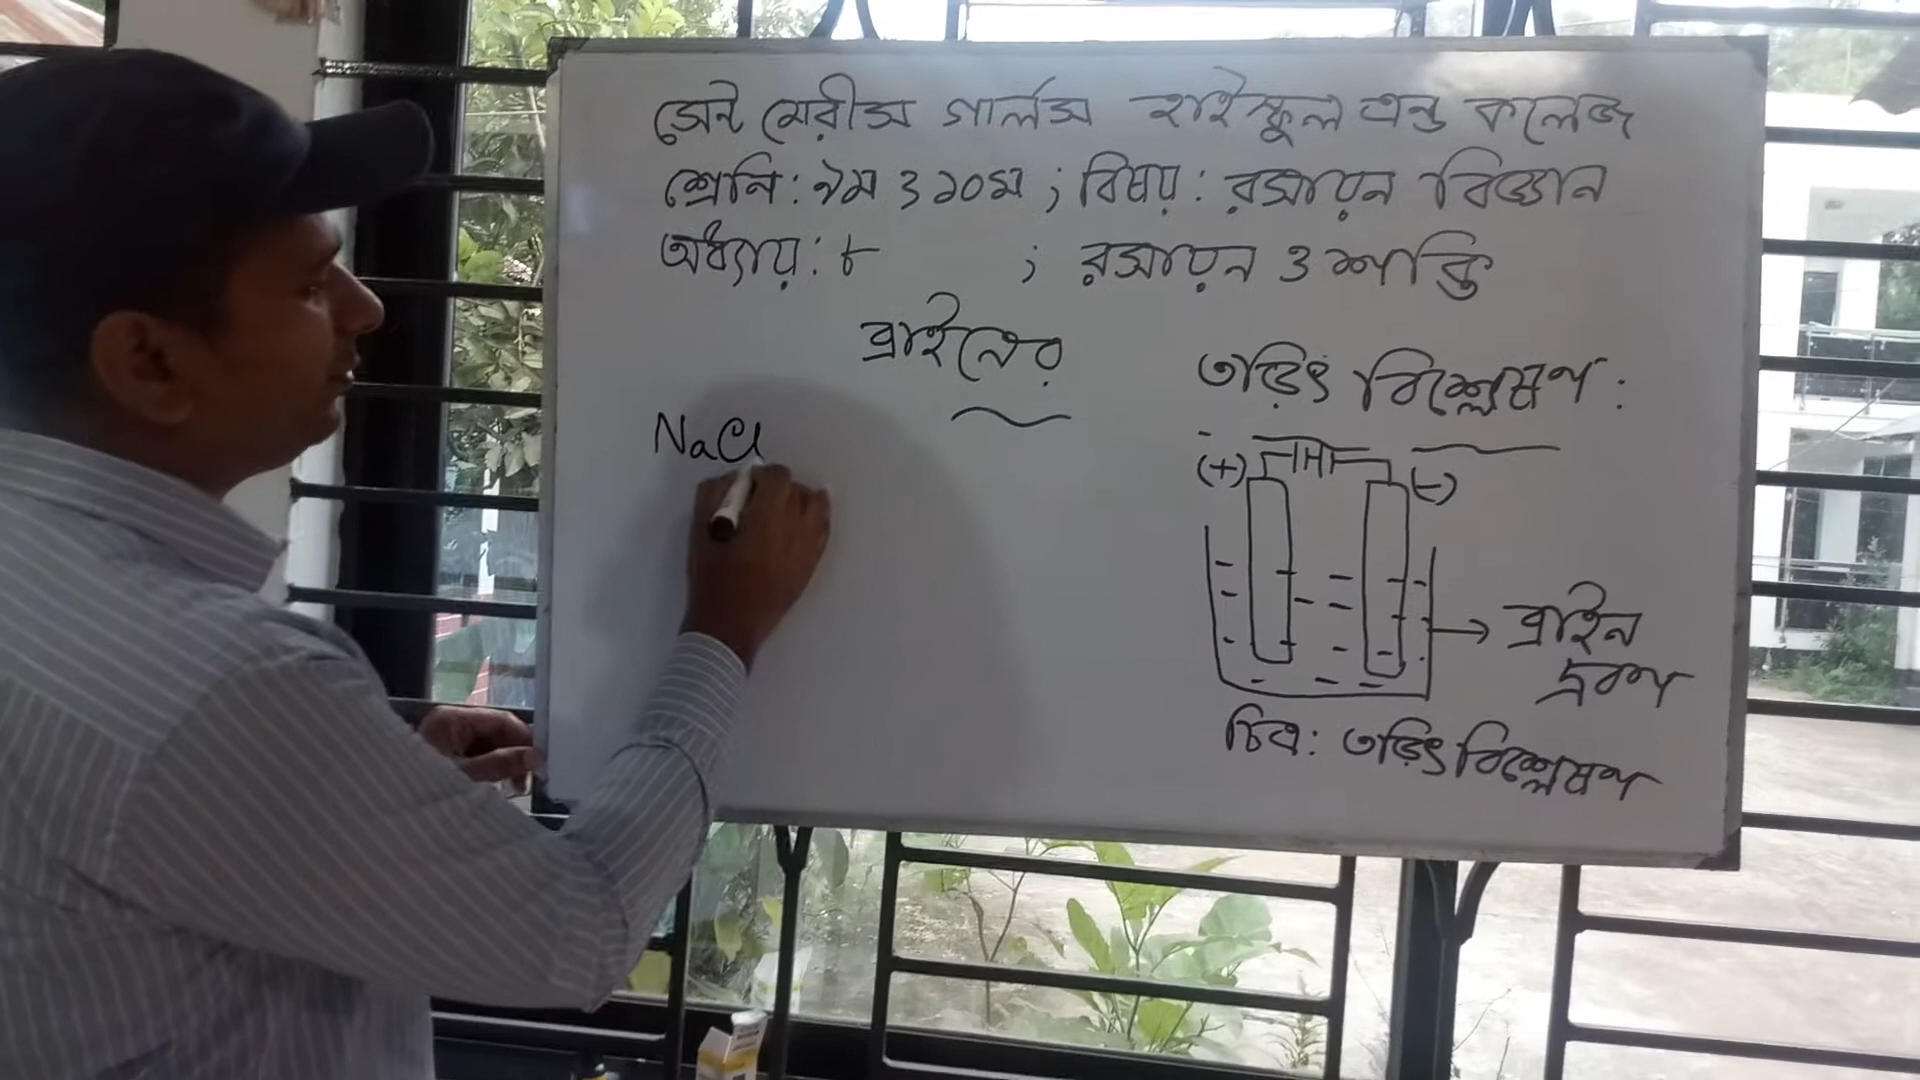 সেন্ট মেরীস গার্লস হাইস্কুল এন্ড কলেজ
শ্রেনি: ৯ম ও ১০ম ; বিষয়: রসায়ন বিজ্ঞান
অধ্যায়: ৮ ; রসায়ন ও শক্তি
ব্রাইনের তড়িৎ বিশ্লেষণ:
NaCl
(+) (-)
ব্রাইন
দ্রবণ
চিত্র: তড়িৎ বিশ্লেষণ